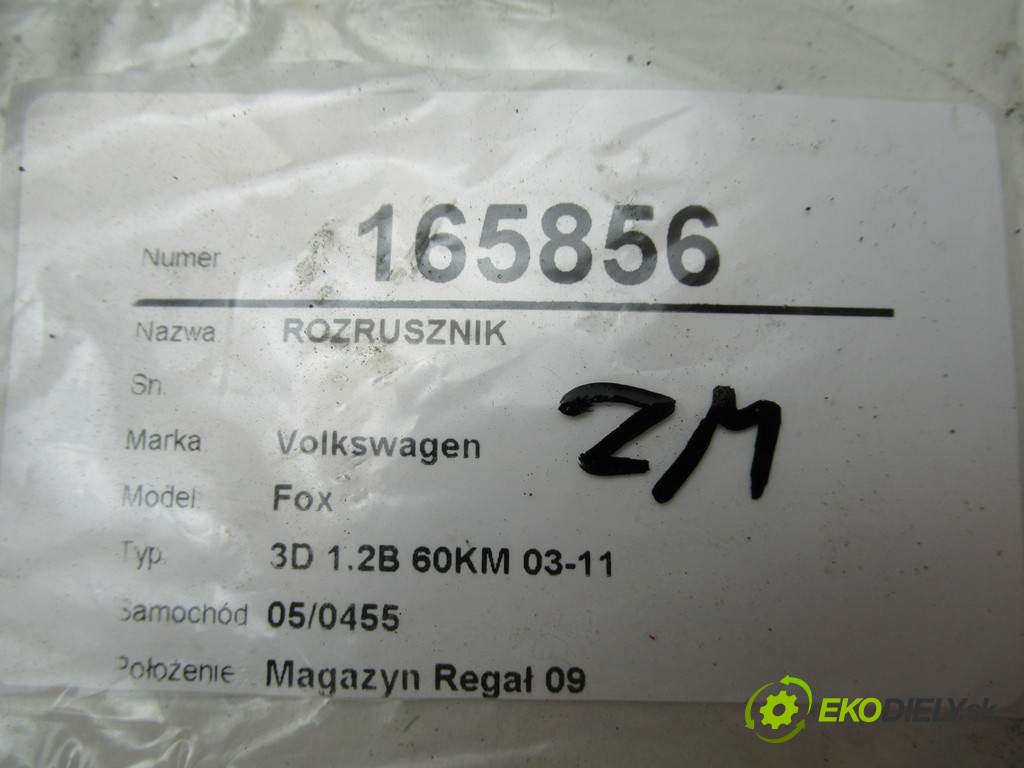 Numer 165856
Nazwa ROZRUSZNIK
Sn.
Marka Volkswagen
ZM
Model Fox
Typ 3D 1.2B 60KM 03-11
Samochód 05/0455
Położenie Magazyn Regał 09
EKODIELY.sk